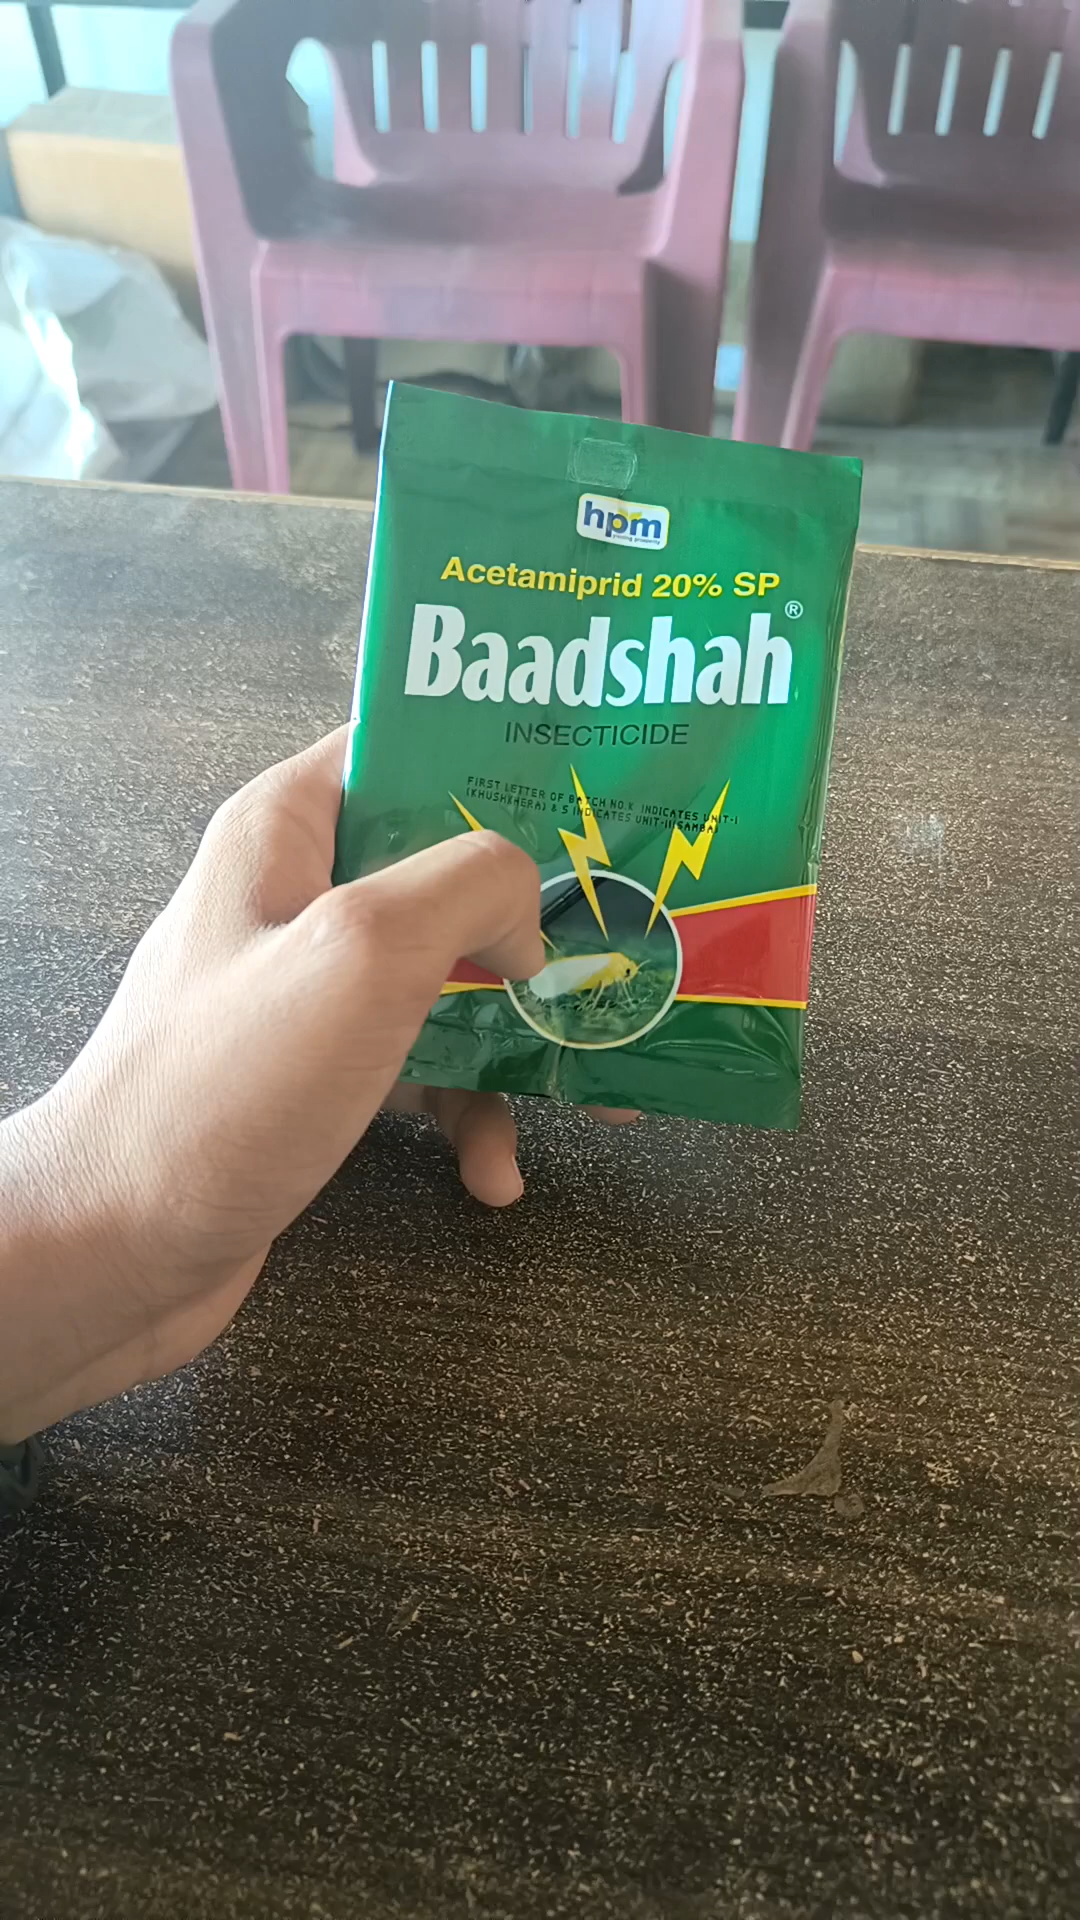 hpm
Acetamiprid 20% SP
Baadshah®
INSECTICIDE
FIRST LETTER OF BATCH NO.K INDICATES UNIT-I
(KHUSHKHERA) & S INDICATES UNIT-II(SAMBA)